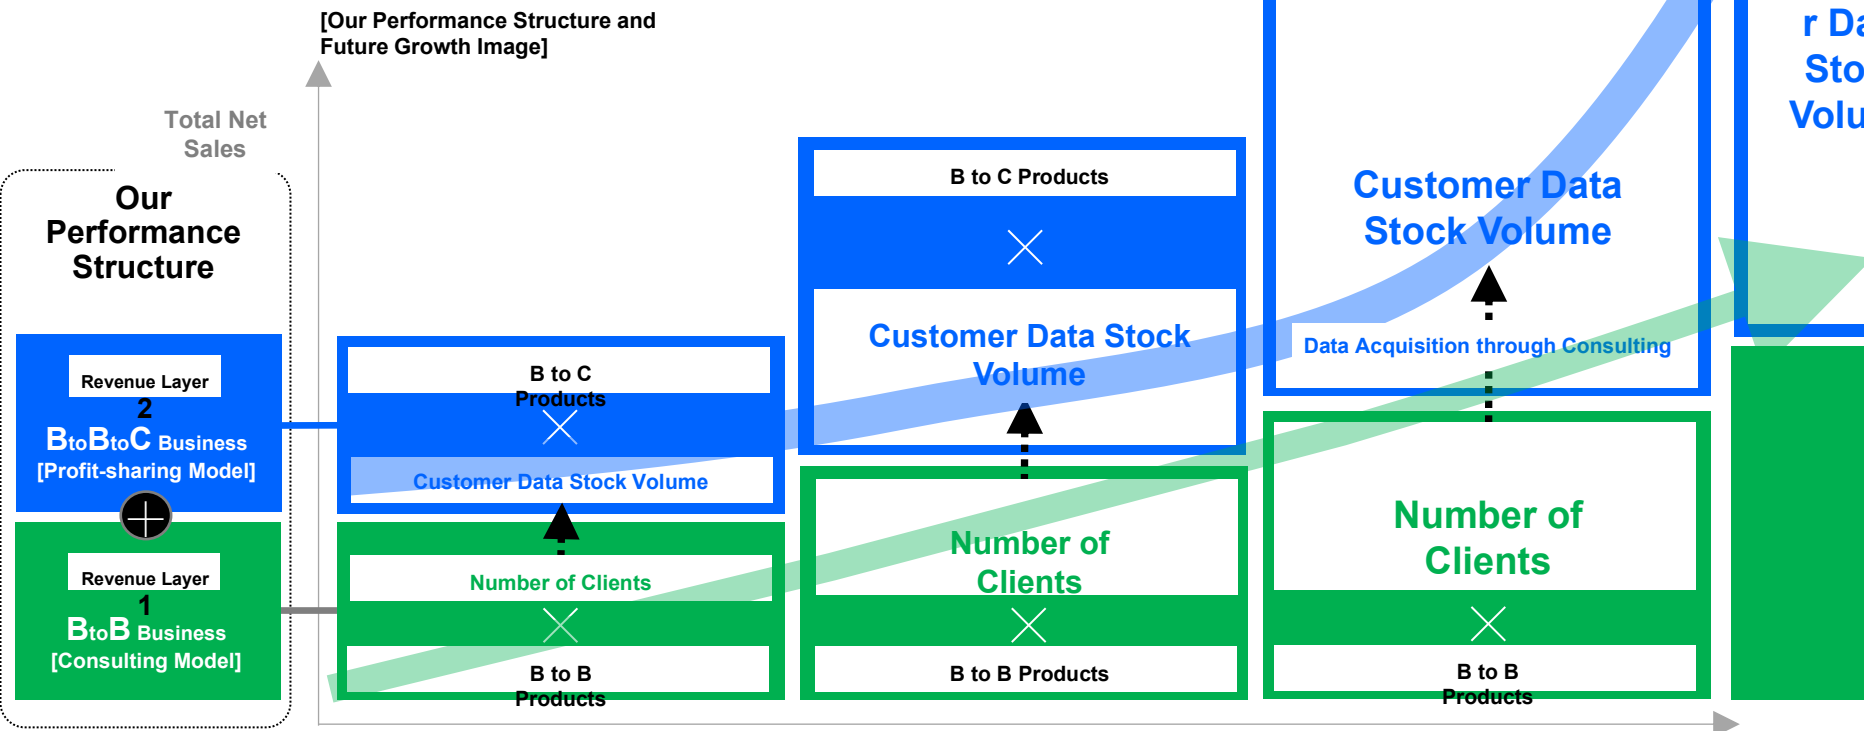 [Our Performance Structure and
Future Growth Image]
Total Net
Sales
Our
Performance
Structure
Revenue Layer
2
BtoBtoC Business
[Profit-sharing Model]
Revenue Layer
1
BtoB Business
[Consulting Model]
B to C
Products
Customer Data Stock Volume
Number of Clients
B to B
Products
B to C Products
Customer Data Stock
Volume
Number of
Clients
B to B Products
Customer Data
Stock Volume
Data Acquisition through Consulting
Number of
Clients
B to B
Products
r Da
Sto
Volu